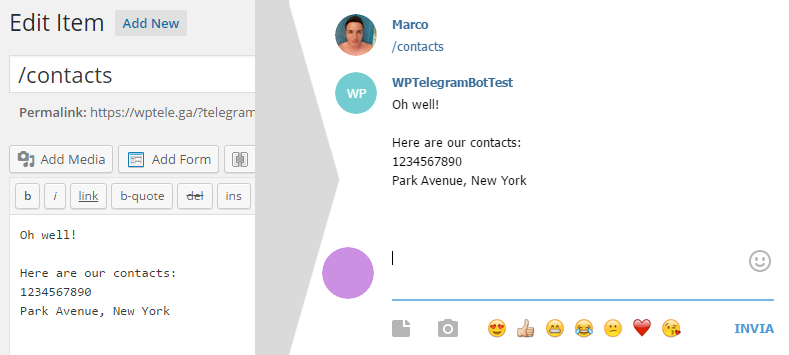 Edit Item
Add New
/contacts
Permalink: https://wptele.ga/?telegram
Add Media
Add Form
b
i
link
b-quote
del
ins
Oh well!
Here are our contacts:
1234567890
Park Avenue, New York
Marco
/contacts
WP
WPTelegramBotTest
Oh well!
Here are our contacts:
1234567890
Park Avenue, New York
INVIA